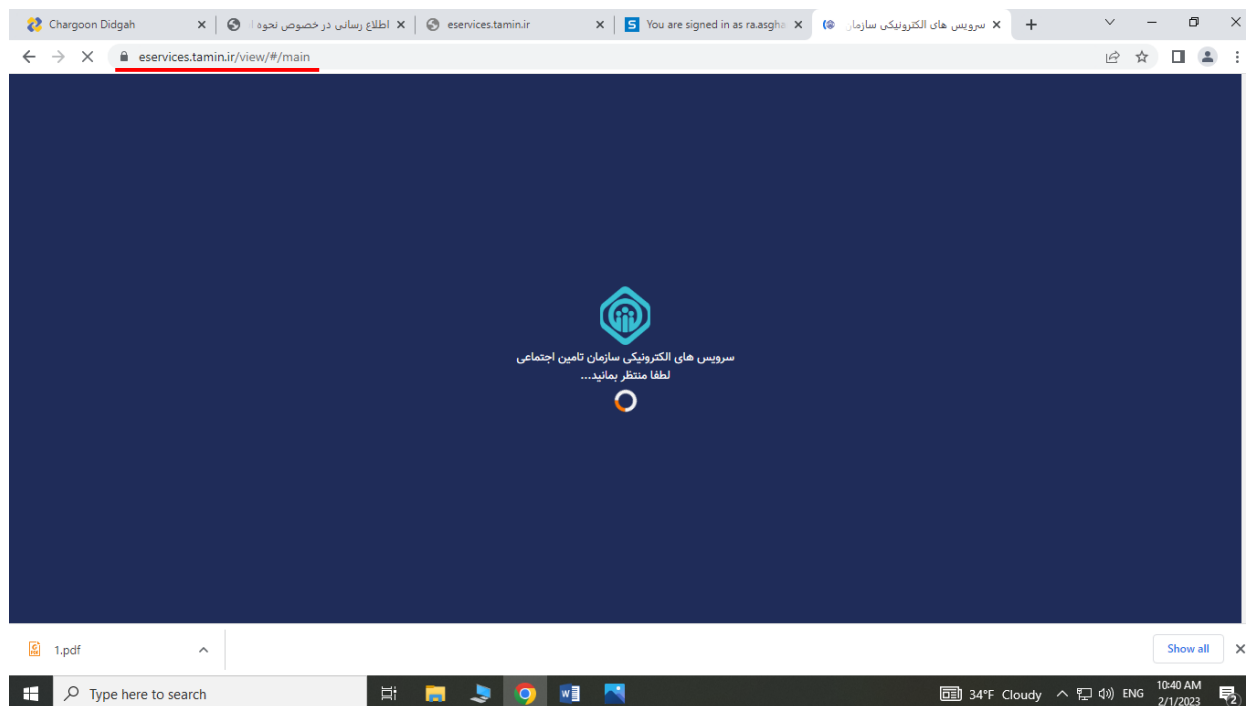 Chargoon Didgah
اطلاع رسانی در خصوص نحوه
eservices.tamin.ir
You are signed in as ra.asgha
سرویس های الکترونیکی سازمان
eservices.tamin.ir/view/#/main
سرویس های الکترونیکی سازمان تامین اجتماعی
لطفا منتظر بمانید...
1.pdf
Show all
Type here to search
34°F Cloudy
ENG
10:40 AM
2/1/2023
2